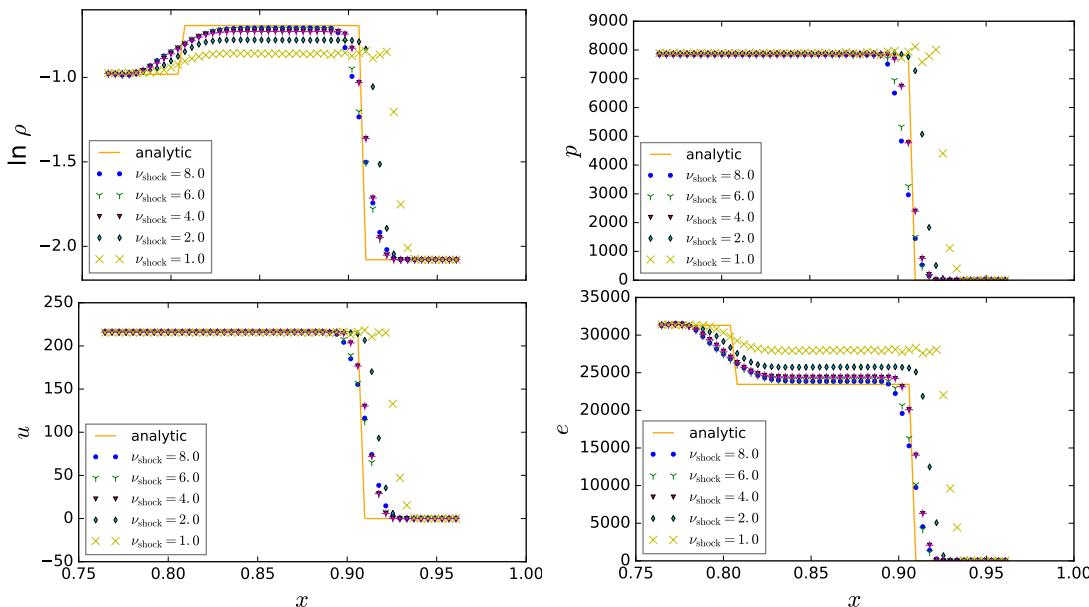 ln ρ
−1.0
−1.5
−2.0
analytic
ν_shock = 8.0
ν_shock = 6.0
ν_shock = 4.0
ν_shock = 2.0
ν_shock = 1.0
p
9000
8000
7000
6000
5000
4000
3000
2000
1000
0
analytic
ν_shock = 8.0
ν_shock = 6.0
ν_shock = 4.0
ν_shock = 2.0
ν_shock = 1.0
u
250
200
150
100
50
0
−50
analytic
ν_shock = 8.0
ν_shock = 6.0
ν_shock = 4.0
ν_shock = 2.0
ν_shock = 1.0
0.75 0.80 0.85 0.90 0.95 1.00
x
e
35000
30000
25000
20000
15000
10000
5000
0
analytic
ν_shock = 8.0
ν_shock = 6.0
ν_shock = 4.0
ν_shock = 2.0
ν_shock = 1.0
0.75 0.80 0.85 0.90 0.95 1.00
x